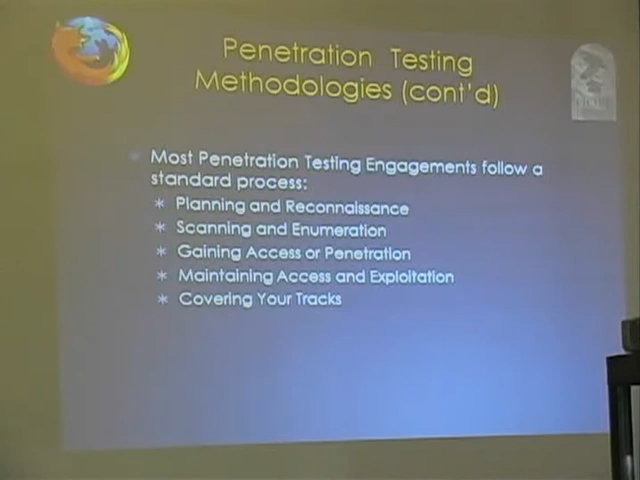 Penetration Testing
Methodologies (cont'd)
Most Penetration Testing Engagements follow a
standard process:
Planning and Reconnaissance
Scanning and Enumeration
Gaining Access or Penetration
Maintaining Access and Exploitation
Covering Your Tracks